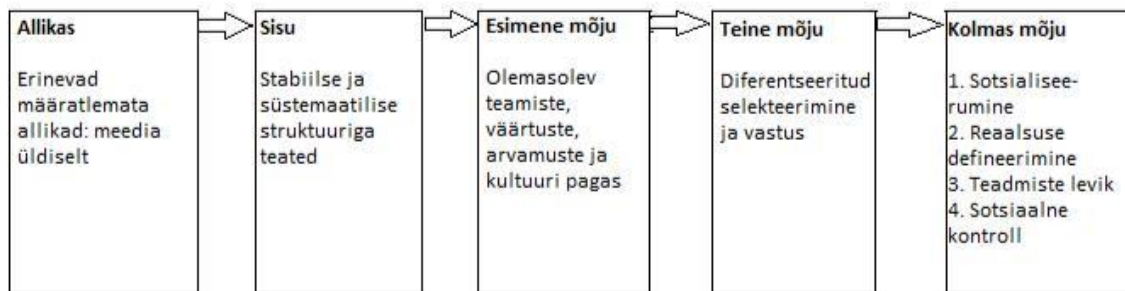 Allikas
Erinevad
määratlemata
allikad: meedia
üldiselt
Sisu
Stabiilse ja
süstemaatilise
struktuuriga
teated
Esimene mõju
Olemasolev
teamiste,
väärtuste,
arvamuste ja
kultuuri pagas
Teine mõju
Diferentseeritud
selekteerimine
ja vastus
Kolmas mõju
1. Sotsialisee-
rumine
2. Reaalsuse
defineerimine
3. Teadmiste levik
4. Sotsiaalne
kontroll